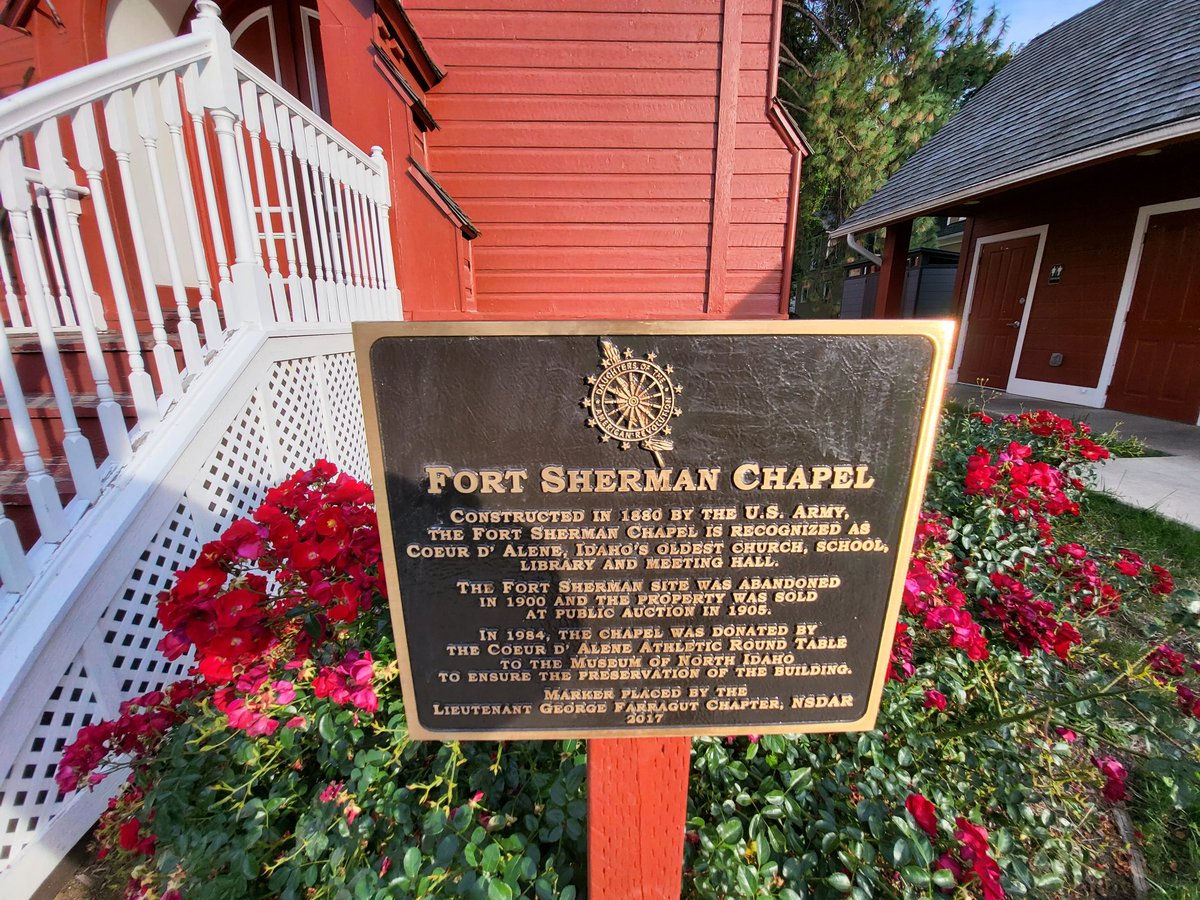 DAUGHTERS OF THE
AMERICAN REVOLUTION
FORT SHERMAN CHAPEL
CONSTRUCTED IN 1880 BY THE U.S. ARMY,
THE FORT SHERMAN CHAPEL IS RECOGNIZED AS
COEUR D' ALENE, IDAHO'S OLDEST CHURCH, SCHOOL,
LIBRARY AND MEETING HALL.
THE FORT SHERMAN SITE WAS ABANDONED
IN 1900 AND THE PROPERTY WAS SOLD
AT PUBLIC AUCTION IN 1905.
IN 1984, THE CHAPEL WAS DONATED BY
THE COEUR D' ALENE ATHLETIC ROUND TABLE
TO THE MUSEUM OF NORTH IDAHO
TO ENSURE THE PRESERVATION OF THE BUILDING.
MARKER PLACED BY THE
LIEUTENANT GEORGE FARRAGUT CHAPTER, NSDAR
2017